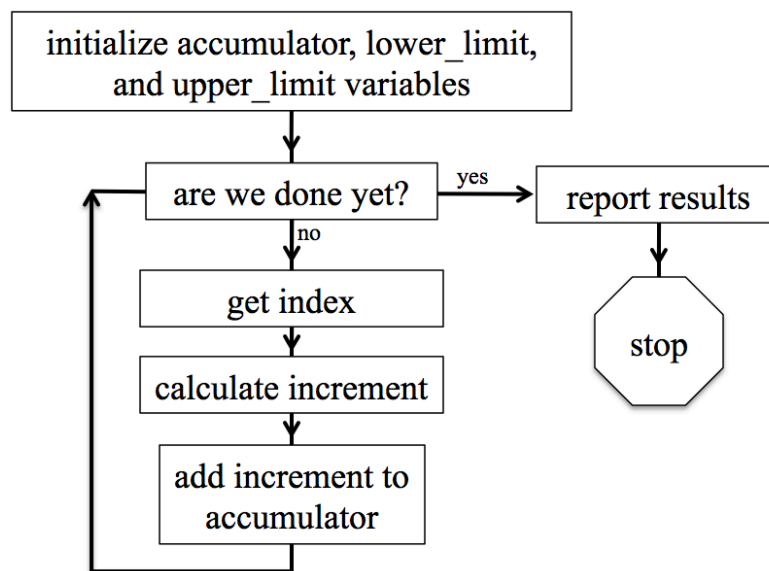 initialize accumulator, lower_limit,
and upper_limit variables
are we done yet?
yes
report results
no
get index
stop
calculate increment
add increment to
accumulator